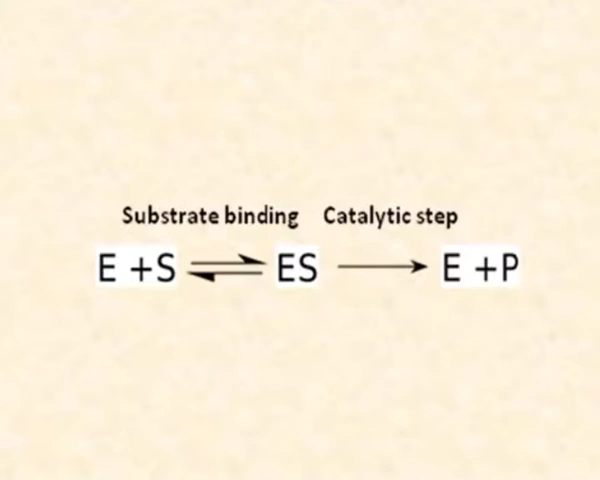 Substrate binding Catalytic step
E +S ⇌ ES → E +P